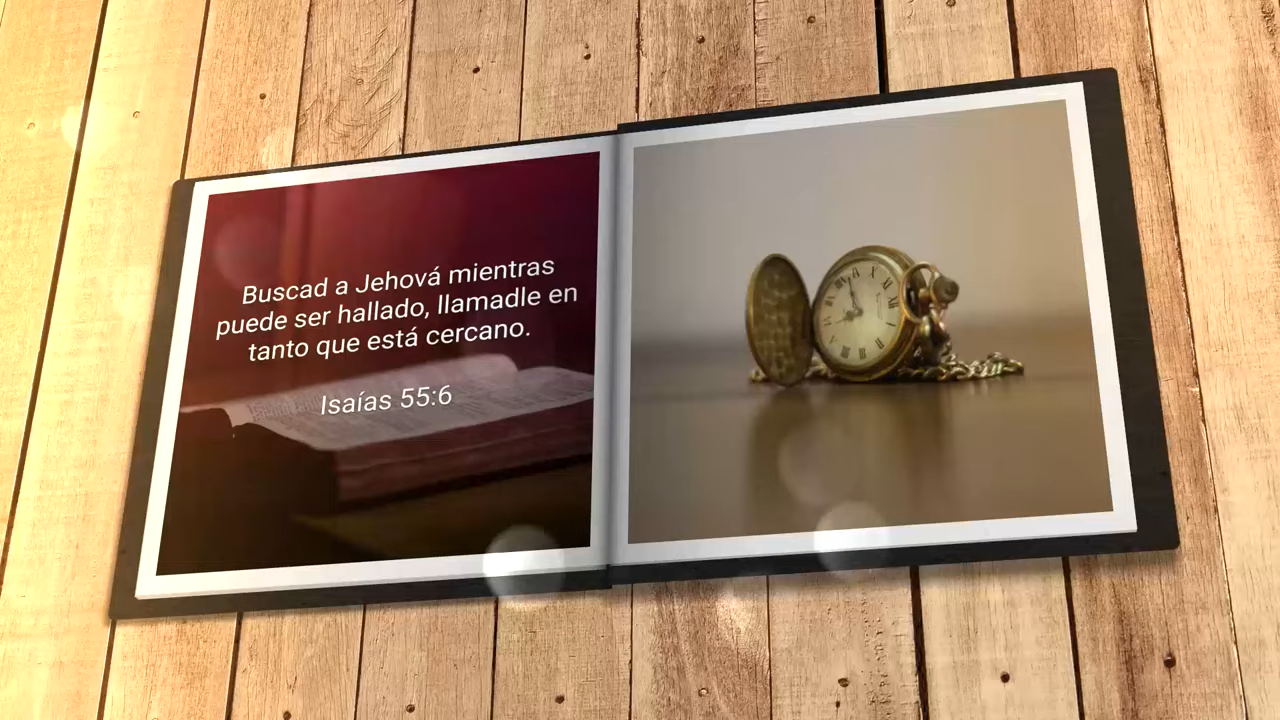 Buscad a Jehová mientras
puede ser hallado, llamadle en
tanto que está cercano.
Isaías 55:6